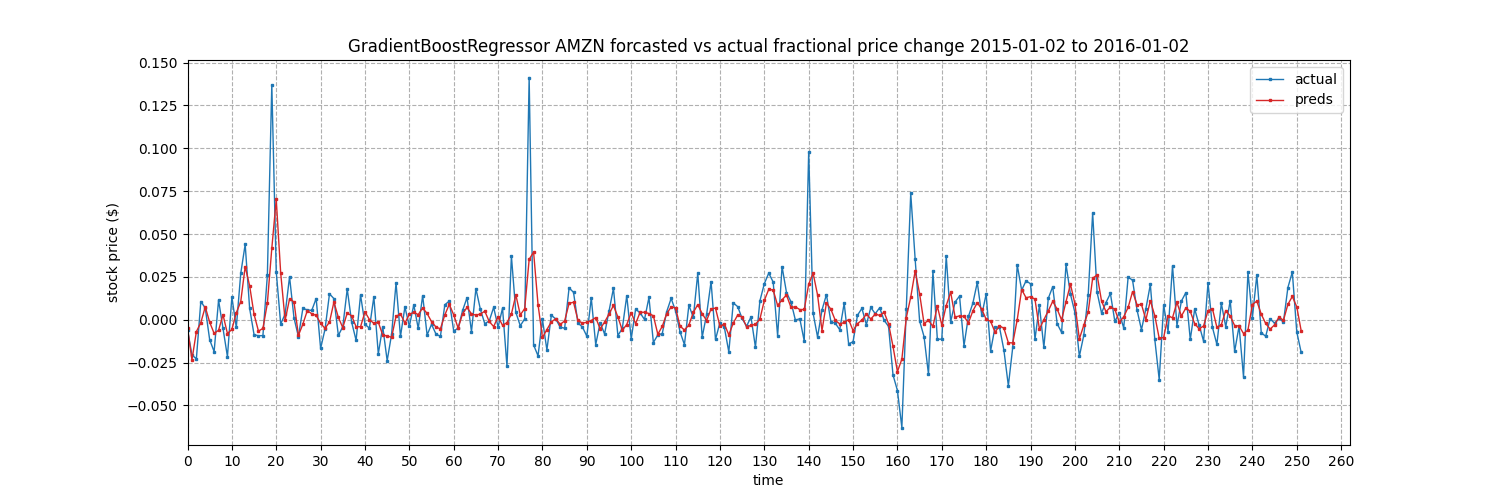 GradientBoostRegressor AMZN forcasted vs actual fractional price change 2015-01-02 to 2016-01-02
actual
preds
stock price ($)
0.150
0.125
0.100
0.075
0.050
0.025
0.000
−0.025
−0.050
0 10 20 30 40 50 60 70 80 90 100 110 120 130 140 150 160 170 180 190 200 210 220 230 240 250 260
time